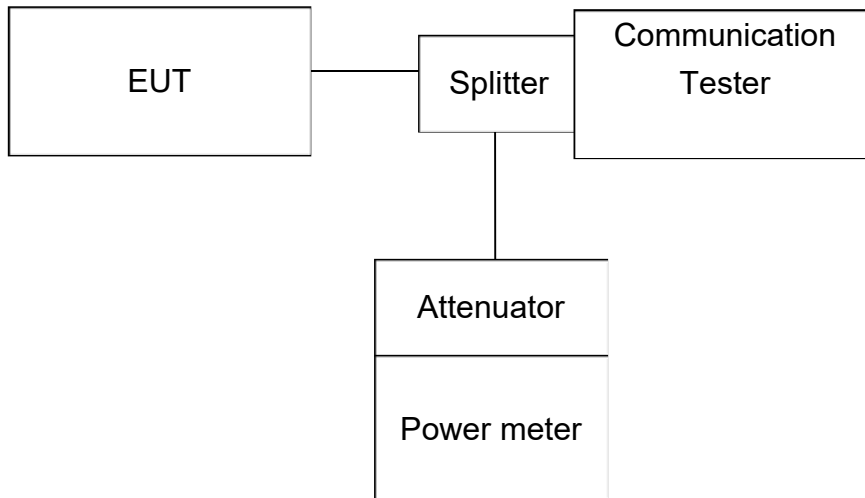 EUT
Splitter
Communication
Tester
Attenuator
Power meter